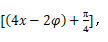 [(4x − 2φ) + π/4],